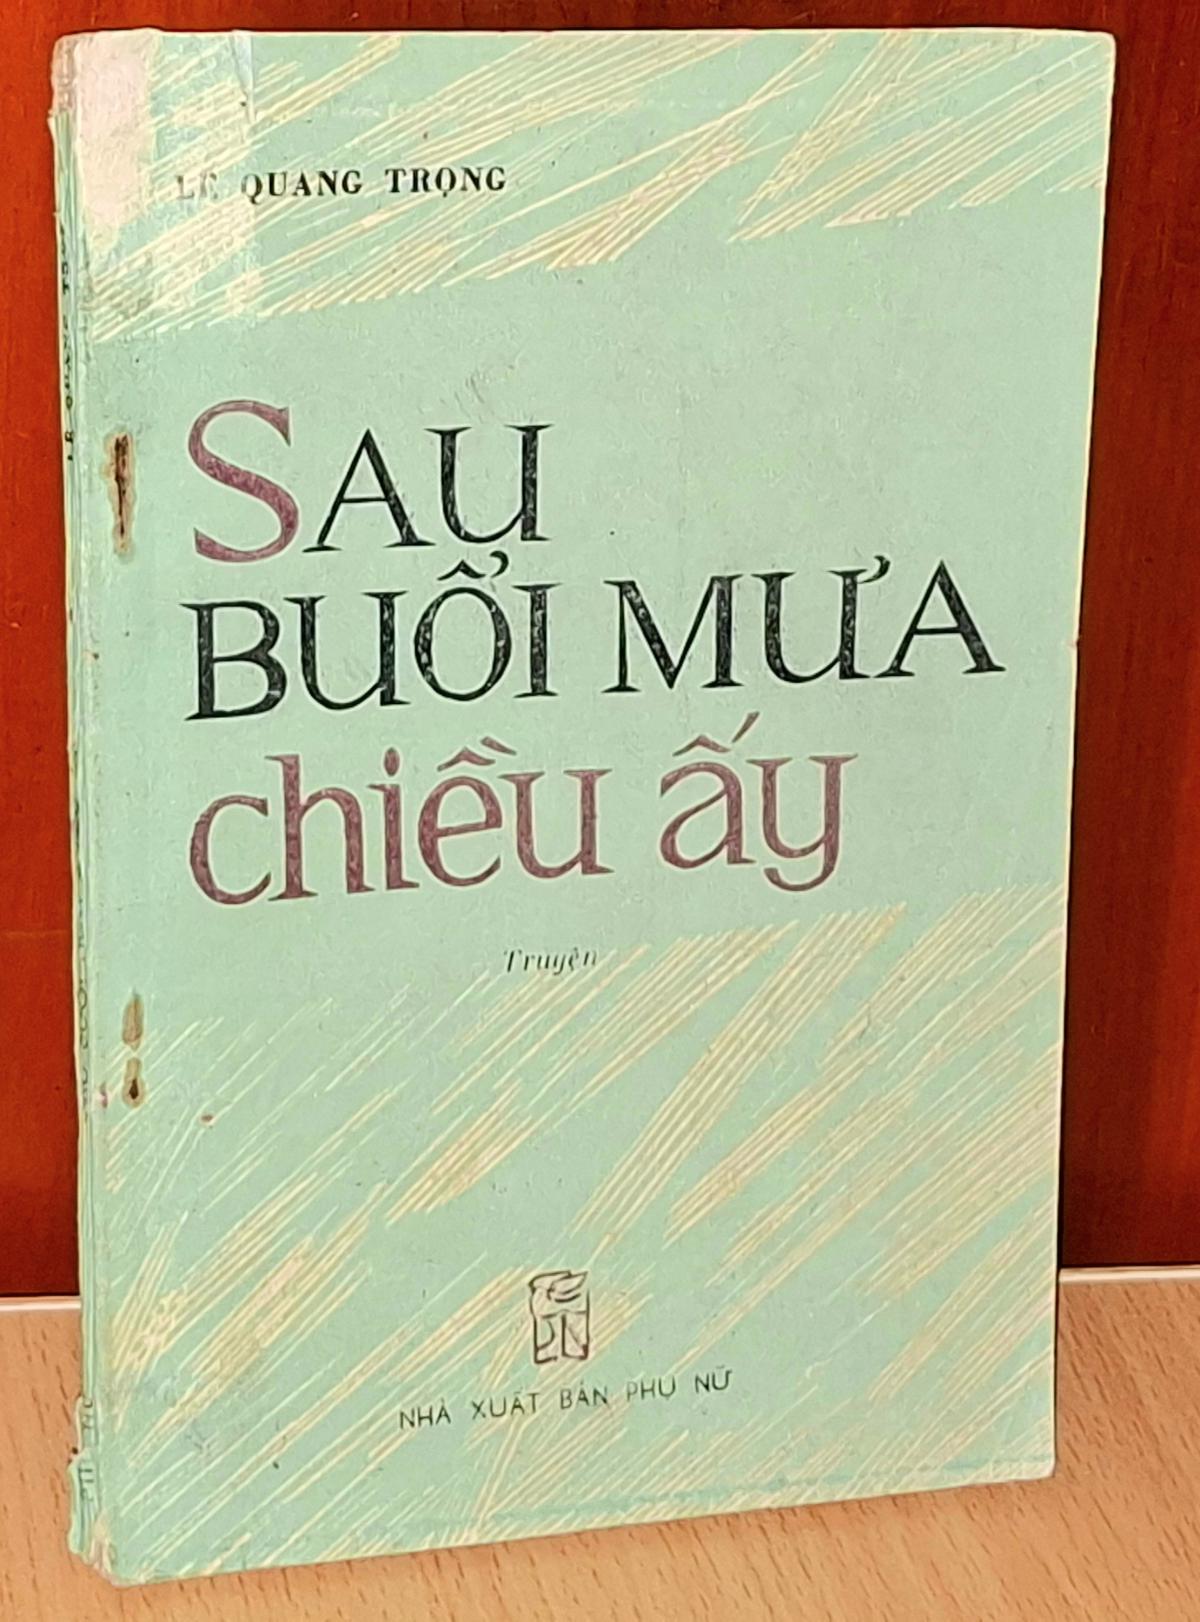 LÊ QUANG TRỌNG
SAU
BUỔI MƯA
chiều ấy
Truyện
NHÀ XUẤT BẢN PHỤ NỮ